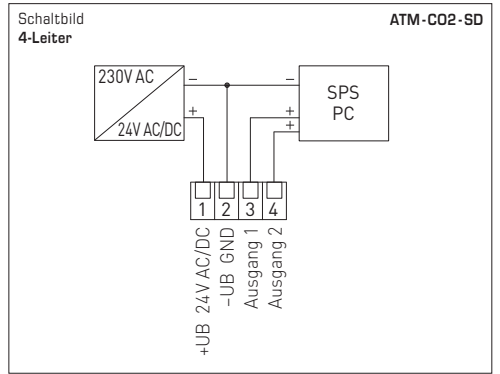 Schaltbild
4-Leiter
ATM-CO2-SD
230V AC
24V AC/DC
–
+
–
+
+
SPS
PC
1 2 3 4
+UB 24V AC/DC
–UB GND
Ausgang 1
Ausgang 2